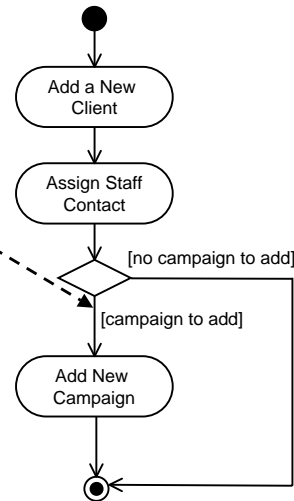 Add a New
Client
Assign Staff
Contact
[no campaign to add]
[campaign to add]
Add New
Campaign